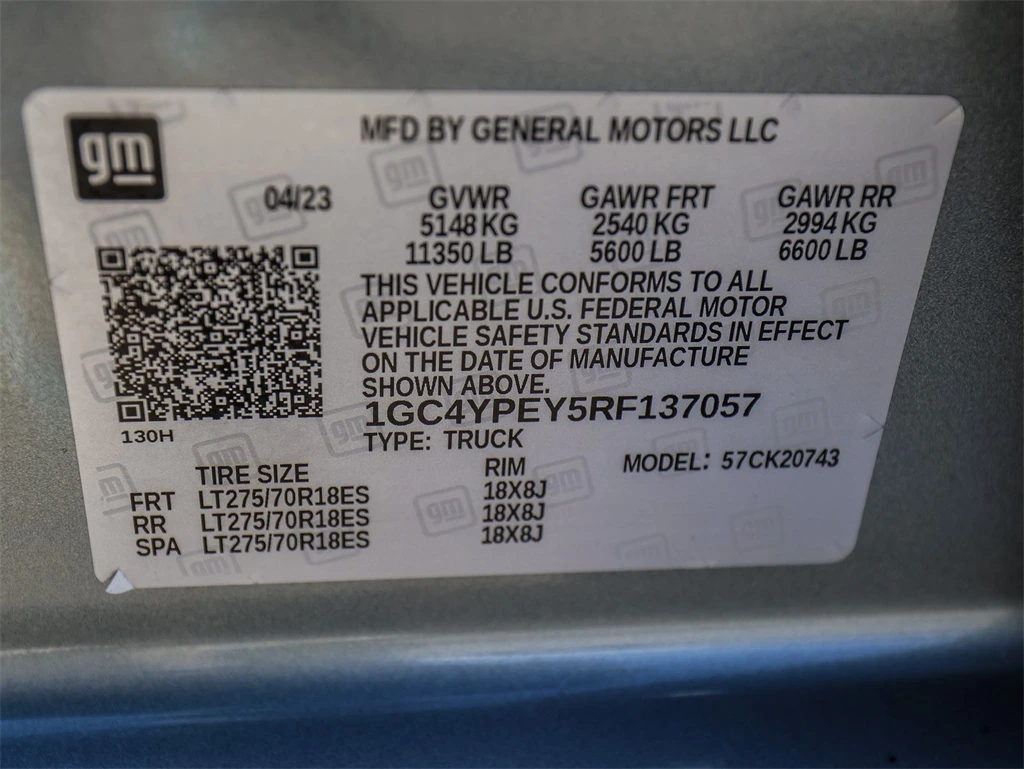 gm
MFD BY GENERAL MOTORS LLC
04/23 GVWR GAWR FRT GAWR RR
5148 KG 2540 KG 2994 KG
11350 LB 5600 LB 6600 LB
THIS VEHICLE CONFORMS TO ALL
APPLICABLE U.S. FEDERAL MOTOR
VEHICLE SAFETY STANDARDS IN EFFECT
ON THE DATE OF MANUFACTURE
SHOWN ABOVE.
1GC4YPEY5RF137057
130H
TYPE: TRUCK
MODEL: 57CK20743
TIRE SIZE RIM
FRT LT275/70R18ES 18X8J
RR LT275/70R18ES 18X8J
SPA LT275/70R18ES 18X8J